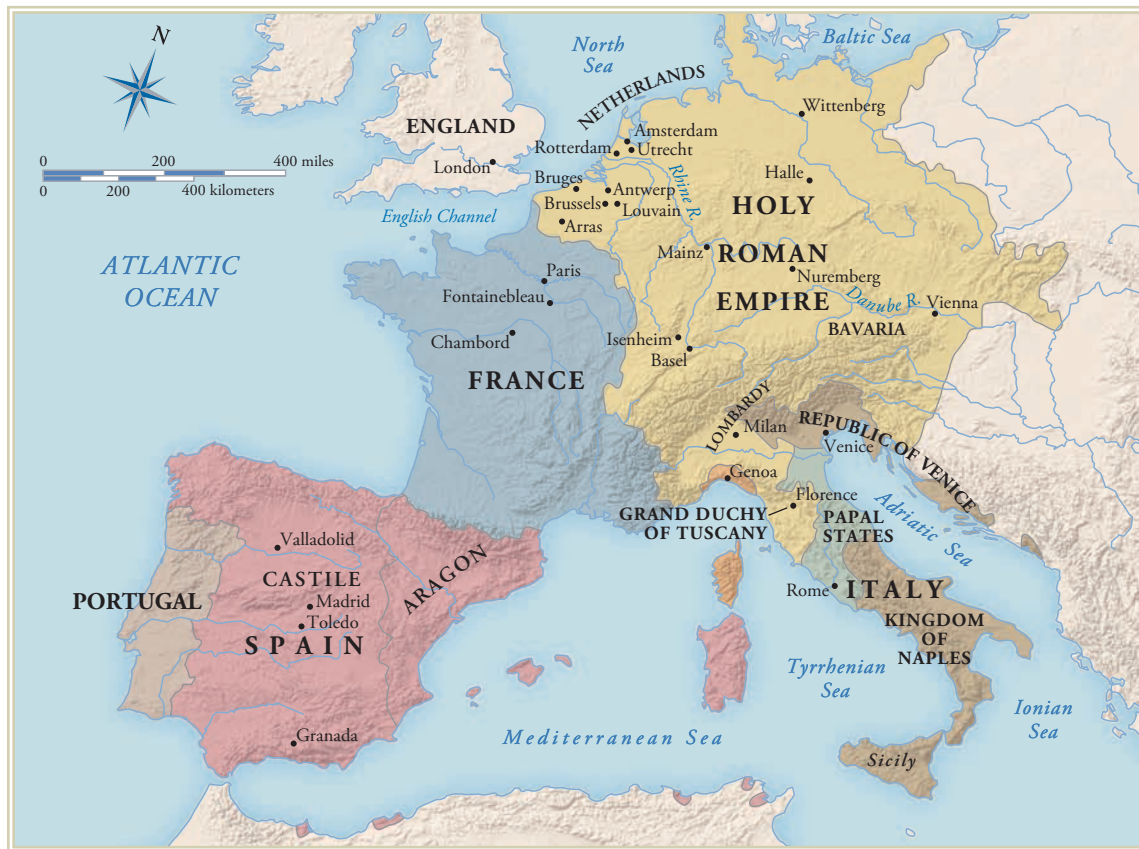 N
North
Sea
Baltic Sea
NETHERLANDS
ENGLAND
London
0 200 400 miles
0 200 400 kilometers
Amsterdam
Rotterdam
Utrecht
Wittenberg
Halle
Bruges
Antwerp
Brussels
Louvain
Arras
Rhine R.
English Channel
HOLY
ROMAN
EMPIRE
Mainz
Nuremberg
Danube R.
Vienna
BAVARIA
ATLANTIC
OCEAN
Paris
Fontainebleau
Chambord
FRANCE
Isenheim
Basel
LOMBARDY
Milan
REPUBLIC OF VENICE
Venice
Genoa
Florence
GRAND DUCHY
OF TUSCANY
PAPAL
STATES
Adriatic Sea
Rome
ITALY
KINGDOM
OF
NAPLES
Valladolid
CASTILE
ARAGON
PORTUGAL
Madrid
Toledo
SPAIN
Granada
Tyrrhenian
Sea
Ionian
Sea
Mediterranean Sea
Sicily